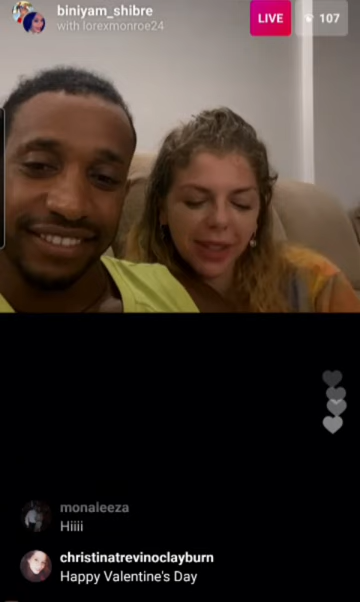 biniyam_shibre
with lorexmonroe24
LIVE
107
monaleeza
Hiiii
christinatrevinoclayburn
Happy Valentine's Day